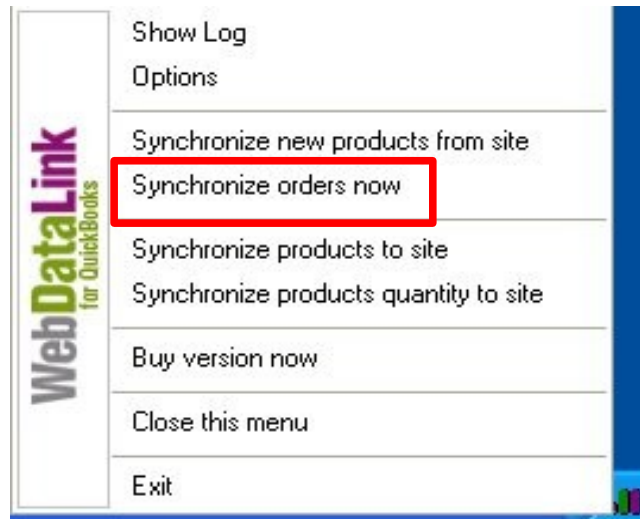 Show Log
Options
Synchronize new products from site
Synchronize orders now
Synchronize products to site
Synchronize products quantity to site
Buy version now
Close this menu
Exit
WebDataLink
for QuickBooks